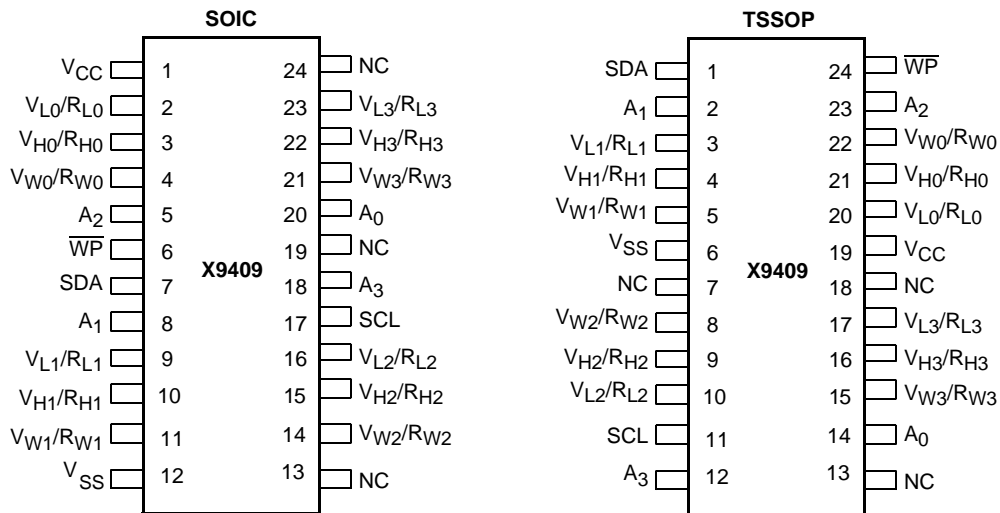 SOIC
VCC 1 24 NC
VL0/RL0 2 23 VL3/RL3
VH0/RH0 3 22 VH3/RH3
VW0/RW0 4 21 VW3/RW3
A2 5 20 A0
WP 6 19 NC
X9409
SDA 7 18 A3
A1 8 17 SCL
VL1/RL1 9 16 VL2/RL2
VH1/RH1 10 15 VH2/RH2
VW1/RW1 11 14 VW2/RW2
VSS 12 13 NC
TSSOP
SDA 1 24 WP
A1 2 23 A2
VL1/RL1 3 22 VW0/RW0
VH1/RH1 4 21 VH0/RH0
VW1/RW1 5 20 VL0/RL0
VSS 6 19 VCC
X9409
NC 7 18 NC
VW2/RW2 8 17 VL3/RL3
VH2/RH2 9 16 VH3/RH3
VL2/RL2 10 15 VW3/RW3
SCL 11 14 A0
A3 12 13 NC